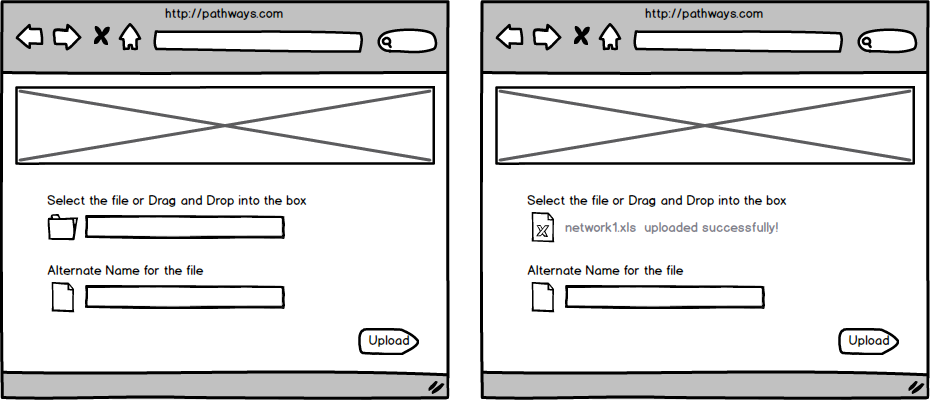 http://pathways.com
Select the file or Drag and Drop into the box
Alternate Name for the file
Upload
http://pathways.com
Select the file or Drag and Drop into the box
network1.xls uploaded successfully!
Alternate Name for the file
Upload